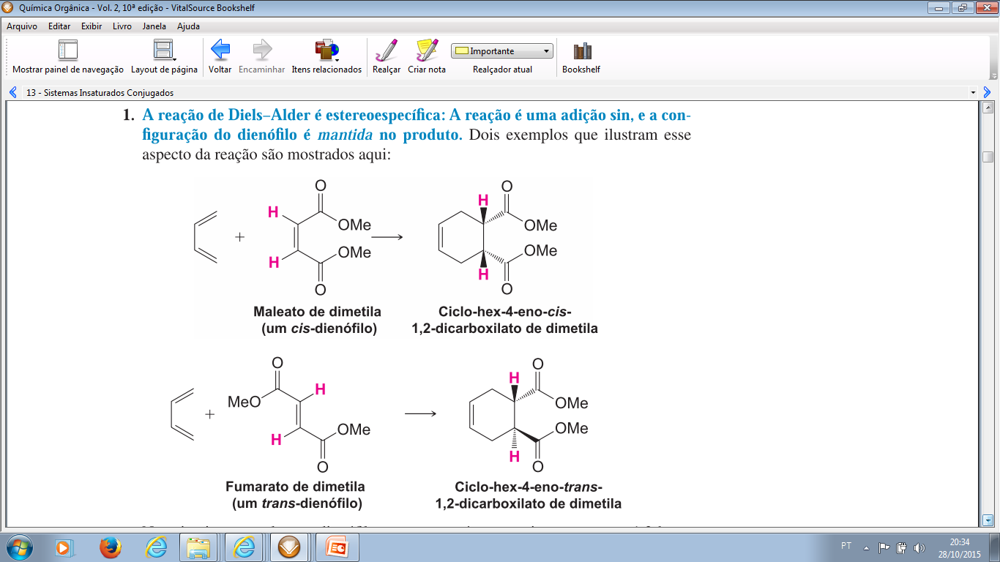 Química Orgânica - Vol. 2, 10ª edição - VitalSource Bookshelf
Arquivo Editar Exibir Livro Janela Ajuda
Importante
Mostrar painel de navegação Layout de página Voltar Encaminhar Itens relacionados Realçar Criar nota Realçador atual Bookshelf
13 - Sistemas Insaturados Conjugados
1. A reação de Diels–Alder é estereoespecífica: A reação é uma adição sin, e a con-
figuração do dienófilo é mantida no produto. Dois exemplos que ilustram esse
aspecto da reação são mostrados aqui:
O O
H H
OMe OMe
+
OMe OMe
H H
O O
Maleato de dimetila Ciclo-hex-4-eno-cis-
(um cis-dienófilo) 1,2-dicarboxilato de dimetila
O O
H H
MeO OMe
+
OMe OMe
H H
O O
Fumarato de dimetila Ciclo-hex-4-eno-trans-
(um trans-dienófilo) 1,2-dicarboxilato de dimetila
PT 20:34
28/10/2015